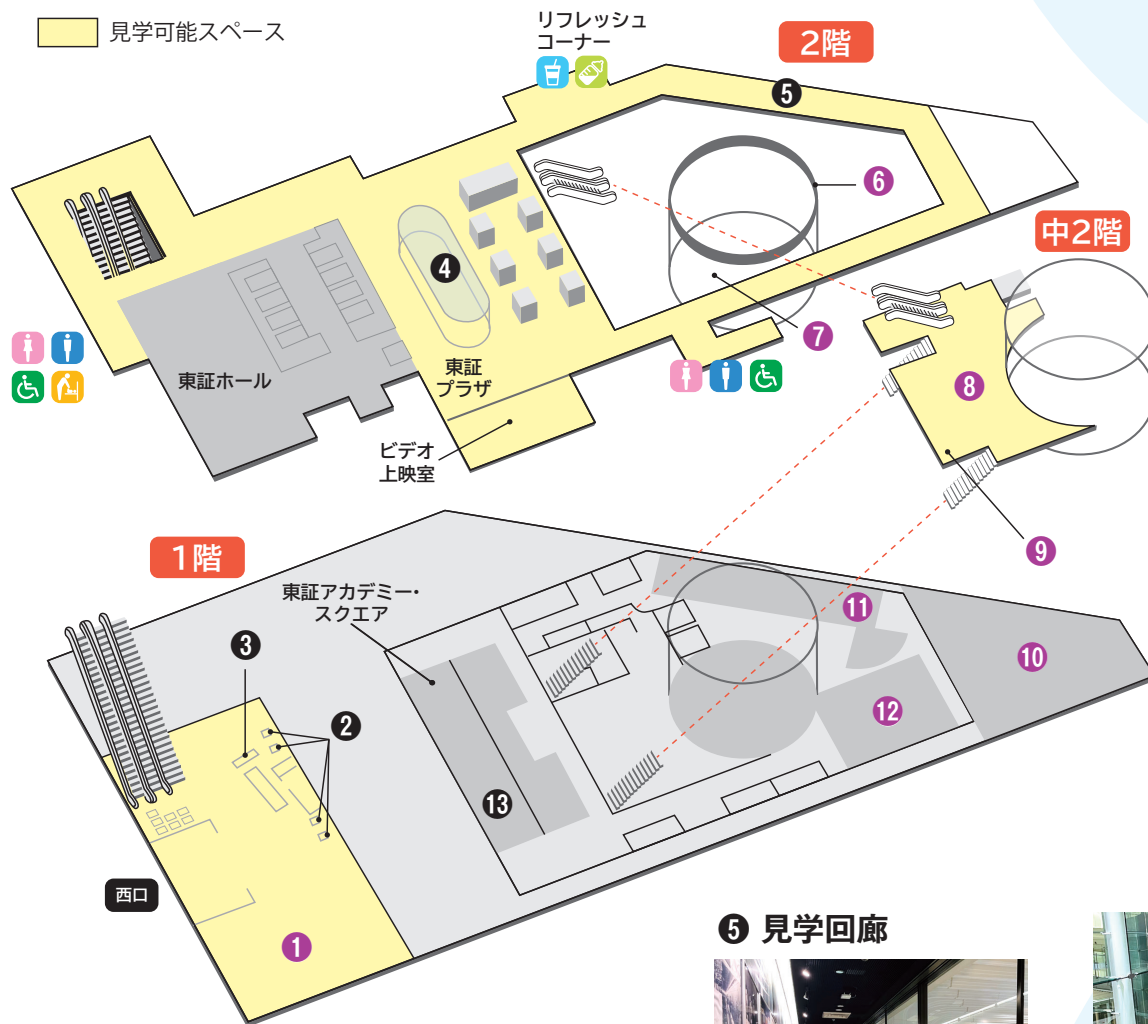 見学可能スペース
リフレッシュ
コーナー
2階
5
6
中2階
4
7
東証ホール
東証
プラザ
8
ビデオ
上映室
9
1階
東証アカデミー・
スクエア
11
3
10
2
12
13
西口
1
5 見学回廊